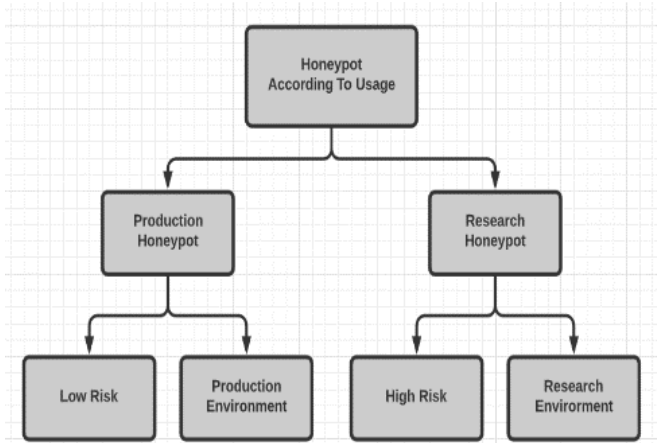 Honeypot
According To Usage
Production
Honeypot
Research
Honeypot
Low Risk
Production
Environment
High Risk
Research
Envirorment